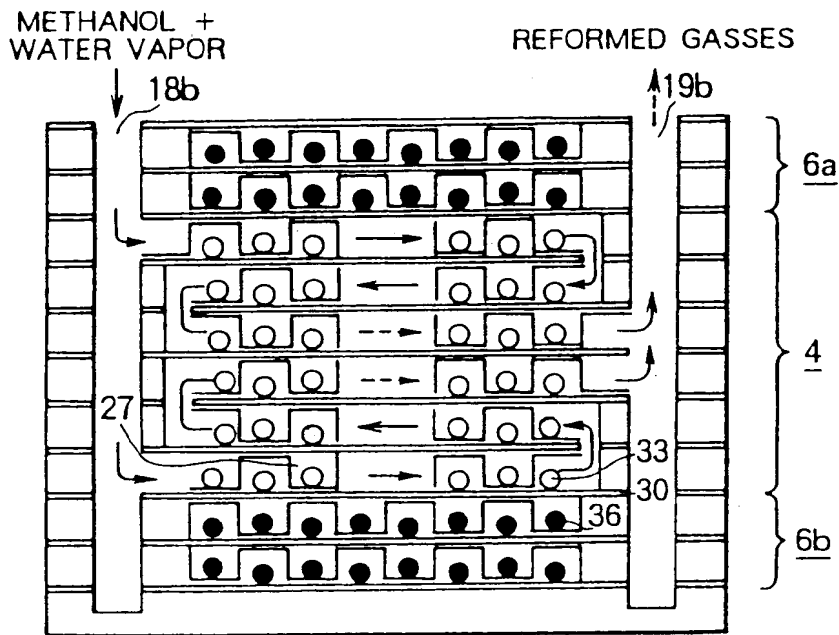 METHANOL +
WATER VAPOR
REFORMED GASSES
18b
19b
6a
4
27
33
30
36
6b